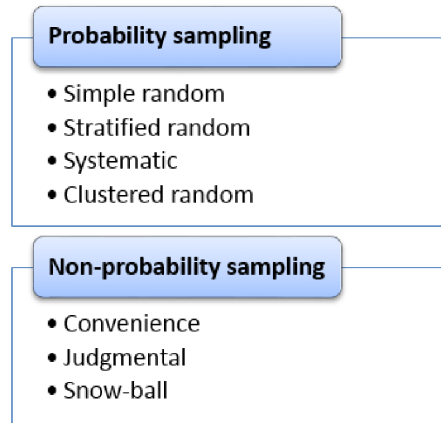 Probability sampling
• Simple random
• Stratified random
• Systematic
• Clustered random
Non-probability sampling
• Convenience
• Judgmental
• Snow-ball